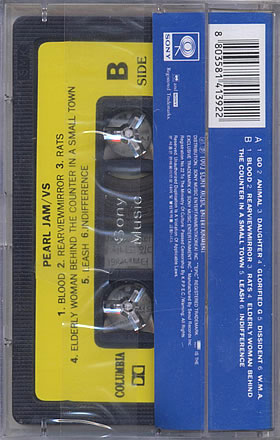 PEARL JAM/VS
1. BLOOD 2. REARVIEWMIRROR 3. RATS
4. ELDERLY WOMAN BEHIND THE COUNTER IN A SMALL TOWN
5. LEASH 6. INDIFFERENCE
B
SIDE
COLUMBIA
Sony Music
SONY
Registered Trademarks
8 803581 413922
A 1 GO 2 ANIMAL 3 DAUGHTER 4 GLORIFIED G 5 DISSIDENT 6 W.M.A.
B 1 BLOOD 2 REARVIEWMIRROR 3 RATS 4 ELDERLY WOMAN BEHIND
THE COUNTER IN A SMALL TOWN 5 LEASH 6 INDIFFERENCE